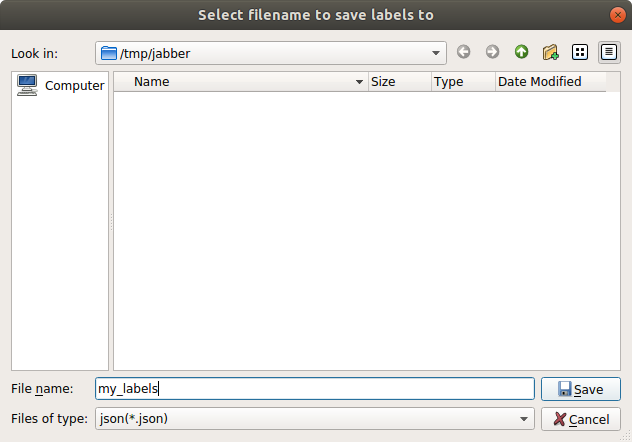 Select filename to save labels to
Look in: /tmp/jabber
Computer
Name Size Type Date Modified
File name: my_labels Save
Files of type: json(*.json) Cancel